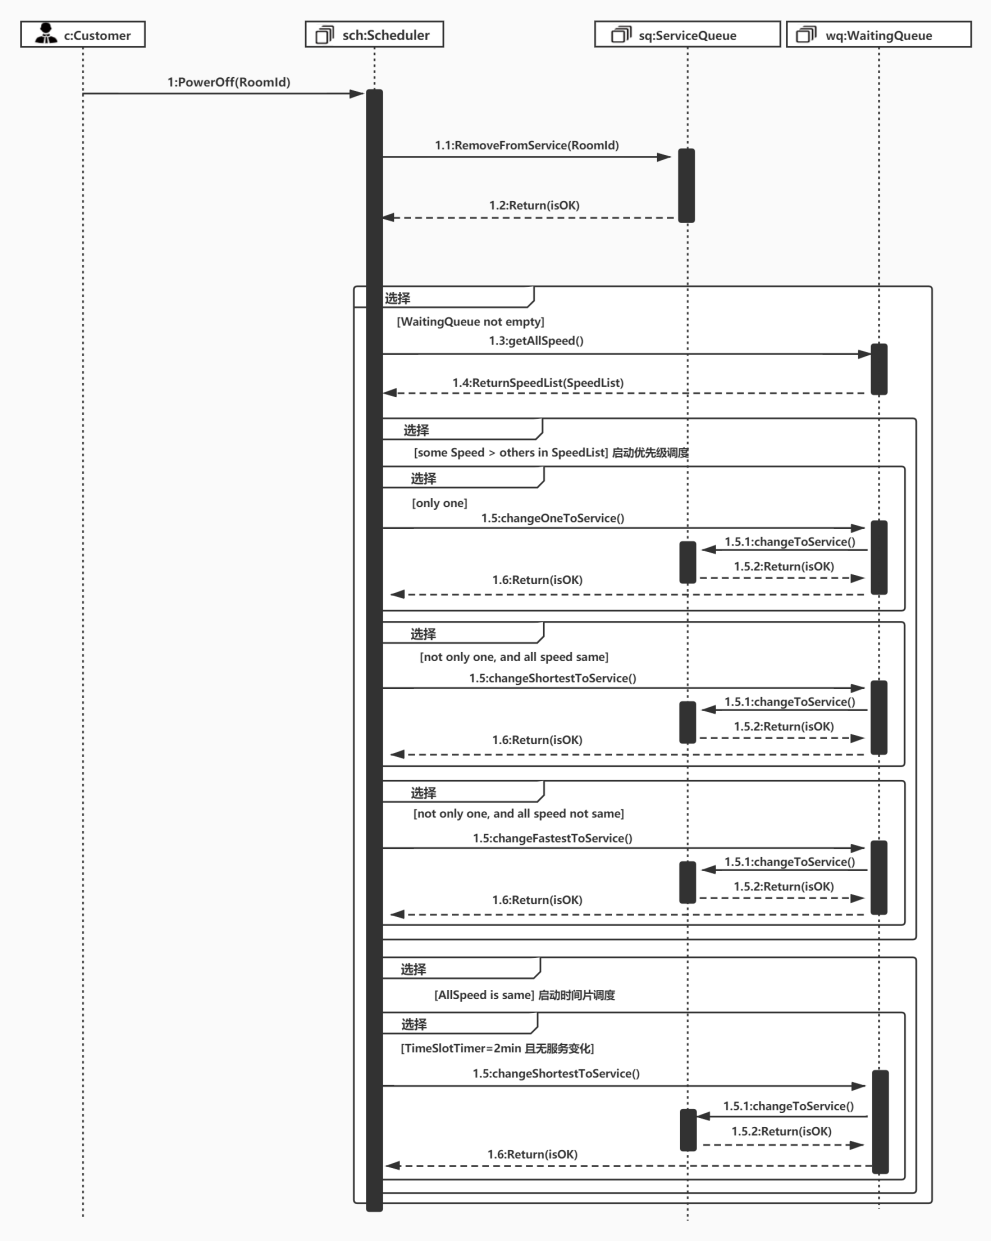 c:Customer
sch:Scheduler
sq:ServiceQueue
wq:WaitingQueue
1:PowerOff(RoomId)
1.1:RemoveFromService(RoomId)
1.2:Return(isOK)
选择
[WaitingQueue not empty]
1.3:getAllSpeed()
1.4:ReturnSpeedList(SpeedList)
选择
[some Speed > others in SpeedList] 启动优先级调度
选择
[only one]
1.5:changeOneToService()
1.5.1:changeToService()
1.5.2:Return(isOK)
1.6:Return(isOK)
选择
[not only one, and all speed same]
1.5:changeShortestToService()
1.5.1:changeToService()
1.5.2:Return(isOK)
1.6:Return(isOK)
选择
[not only one, and all speed not same]
1.5:changeFastestToService()
1.5.1:changeToService()
1.5.2:Return(isOK)
1.6:Return(isOK)
选择
[AllSpeed is same] 启动时间片调度
选择
[TimeSlotTimer=2min 且无服务变化]
1.5:changeShortestToService()
1.5.1:changeToService()
1.5.2:Return(isOK)
1.6:Return(isOK)